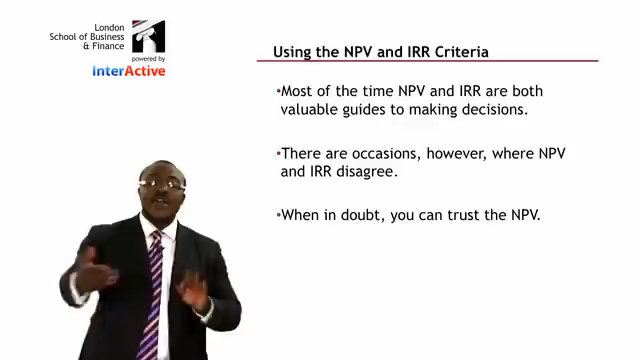 London
School of Business
& Finance
powered by
InterActive
Using the NPV and IRR Criteria
•Most of the time NPV and IRR are both
valuable guides to making decisions.
•There are occasions, however, where NPV
and IRR disagree.
•When in doubt, you can trust the NPV.